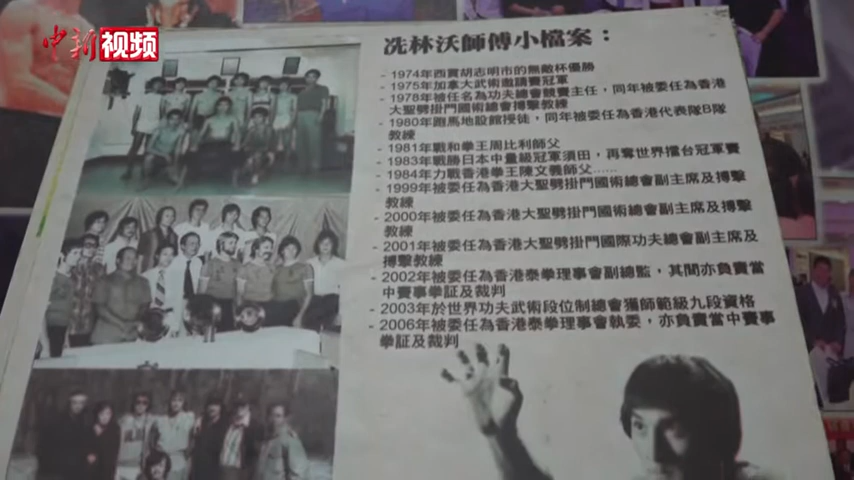 中新视频
冼林沃師傅小檔案：
- 1974年西貢胡志明市的無敵杯優勝
- 1975年加拿大武術邀請賽冠軍
- 1978年被任名為功夫總會競賽主任，同年被委任為香港
大聖劈掛門國術總會搏擊教練
- 1980年跑馬地設館授徒，同年被委任為香港代表隊B隊
教練
- 1981年戰和拳王周比利師父
- 1983年戰勝日本中量級冠軍須田，再奪世界擂台冠軍賽
- 1984年力戰香港拳王陳文義師父......
- 1999年被委任為香港大聖劈掛門國術總會副主席及搏擊
教練
- 2000年被委任為香港大聖劈掛門國術總會副主席及搏擊
教練
- 2001年被委任為香港大聖劈掛門國際功夫總會副主席及
搏擊教練
- 2002年被委任為香港泰拳理事會副總監，其間亦負責當
中賽事拳証及裁判
- 2003年於世界功夫武術段位制總會獲師範級九段資格
- 2006年被委任為香港泰拳理事會執委，亦負責當中賽事
拳証及裁判